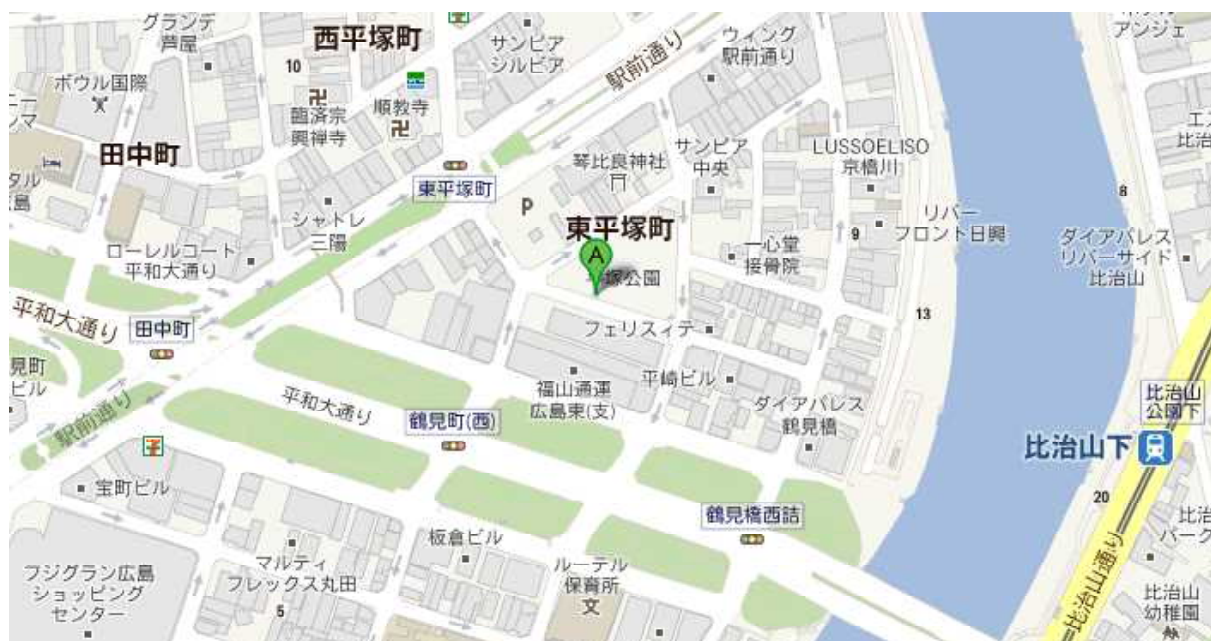 グランデ
芦屋
西平塚町
サンピア
シルビア
駅前通り
ウィング
駅前通り
アンジェ
ボウル国際
10
臨済宗
興禅寺
順教寺
田中町
東平塚町
琴比良神社
サンピア
中央
LUSSOELISO
京橋川
8
P
東平塚町
A
塚公園
シャトレ
三陽
ローレルコート
平和大通り
一心堂
接骨院
9
リバー
フロント日興
ダイアパレス
リバーサイド
比治山
平和大通り
田中町
フェリスィテ
13
見町
ビル
駅前通り
平和大通り
鶴見町(西)
福山通運
広島東(支)
平崎ビル
ダイアパレス
鶴見橋
比治山
公園下
比治山下
宝町ビル
鶴見橋西詰
20
板倉ビル
マルティ
フレックス丸田
ルーテル
保育所
文
5
フジグラン広島
ショッピング
センター
比治山通り
比治山
幼稚園